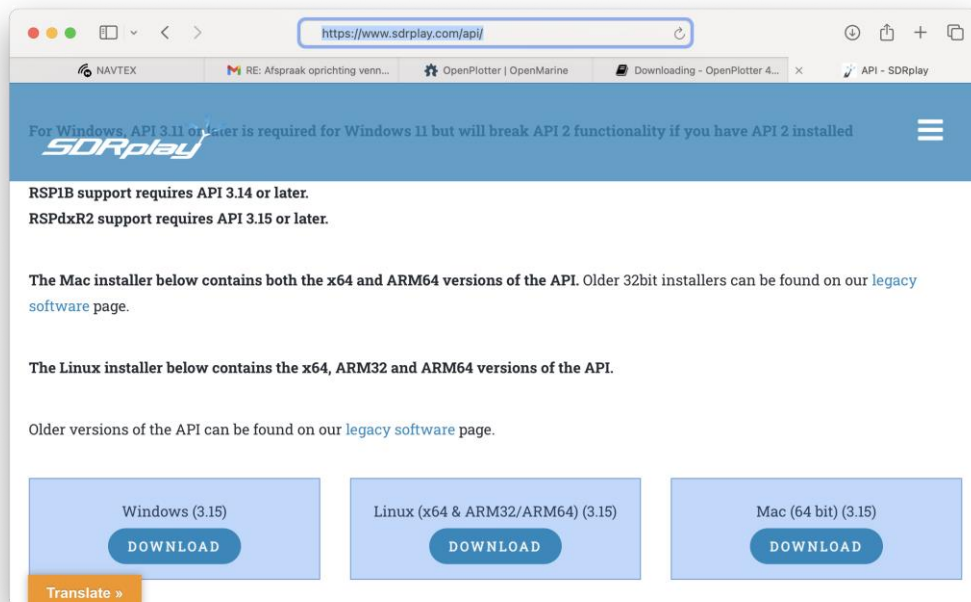 https://www.sdrplay.com/api/
NAVTEX
RE: Afspraak oprichting venn...
OpenPlotter | OpenMarine
Downloading - OpenPlotter 4...
API - SDRplay
For Windows, API 3.11 or later is required for Windows 11 but will break API 2 functionality if you have API 2 installed
SDRplay
RSP1B support requires API 3.14 or later.
RSPdxR2 support requires API 3.15 or later.
The Mac installer below contains both the x64 and ARM64 versions of the API. Older 32bit installers can be found on our legacy
software page.
The Linux installer below contains the x64, ARM32 and ARM64 versions of the API.
Older versions of the API can be found on our legacy software page.
Windows (3.15)
DOWNLOAD
Linux (x64 & ARM32/ARM64) (3.15)
DOWNLOAD
Mac (64 bit) (3.15)
DOWNLOAD
Translate »